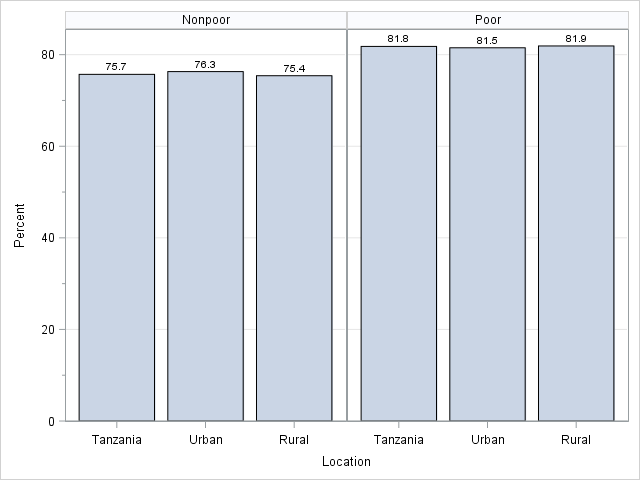 Nonpoor
Poor
80
60
40
20
0
Percent
75.7
76.3
75.4
81.8
81.5
81.9
Tanzania
Urban
Rural
Tanzania
Urban
Rural
Location